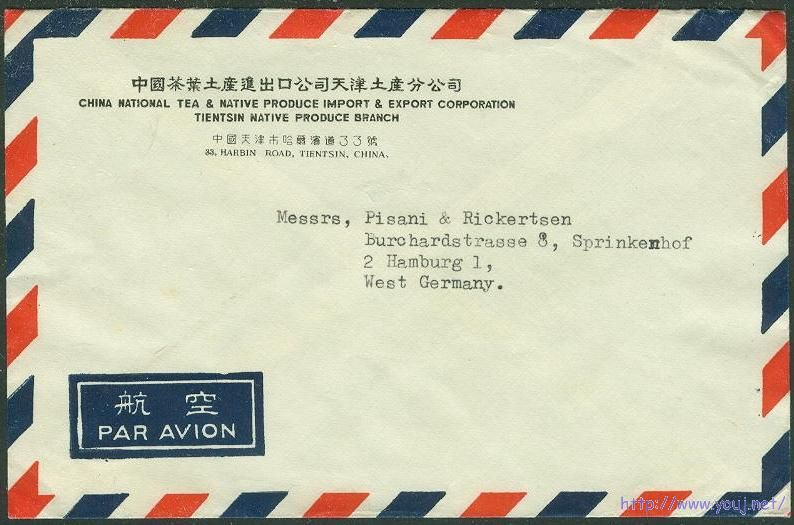 中國茶葉土産進出口公司天津土産分公司
CHINA NATIONAL TEA & NATIVE PRODUCE IMPORT & EXPORT CORPORATION
TIENTSIN NATIVE PRODUCE BRANCH
中國天津市哈爾濱道33號
33, HARBIN ROAD, TIENTSIN, CHINA.
Messrs, Pisani & Rickertsen
Burchardstrasse 8, Sprinkenhof
2 Hamburg 1,
West Germany.
航空
PAR AVION
http://www.youj.net/